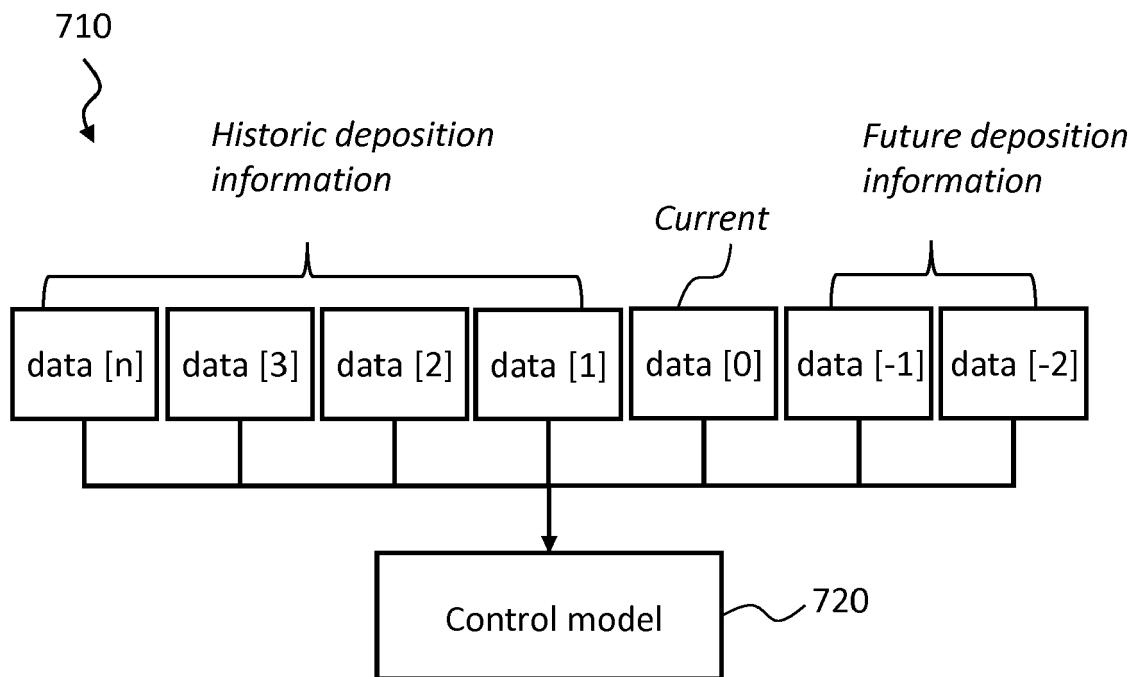 710
Historic deposition
information
Future deposition
information
Current
data [n] data [3] data [2] data [1] data [0] data [-1] data [-2]
Control model
720